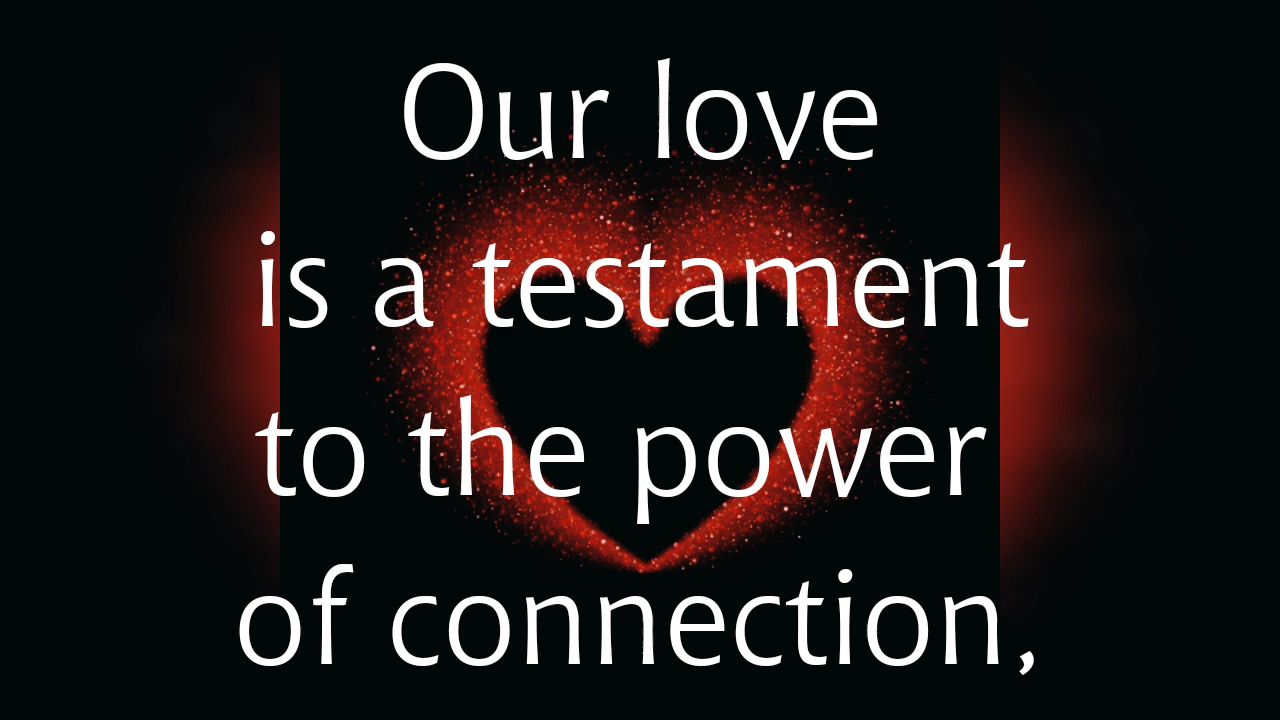 Our love
is a testament
to the power
of connection,